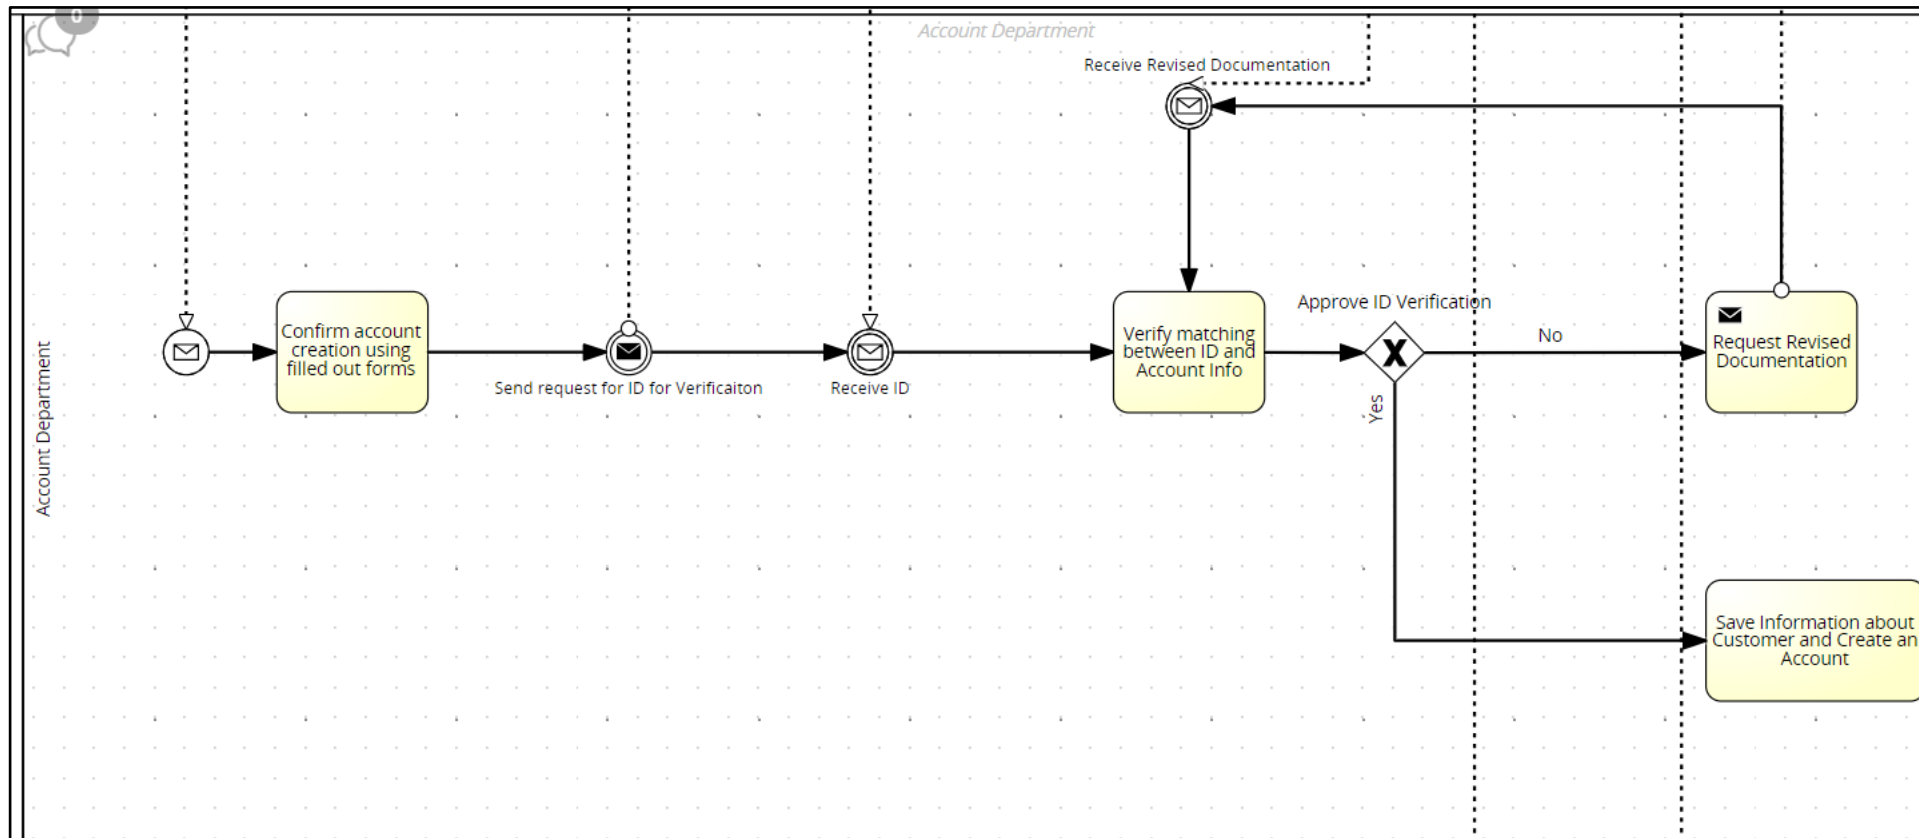 0
Account Department
Receive Revised Documentation
Account Department
Confirm account
creation using
filled out forms
Send request for ID for Verificaiton
Receive ID
Verify matching
between ID and
Account Info
Approve ID Verification
No
Yes
Request Revised
Documentation
Save Information about
Customer and Create an
Account